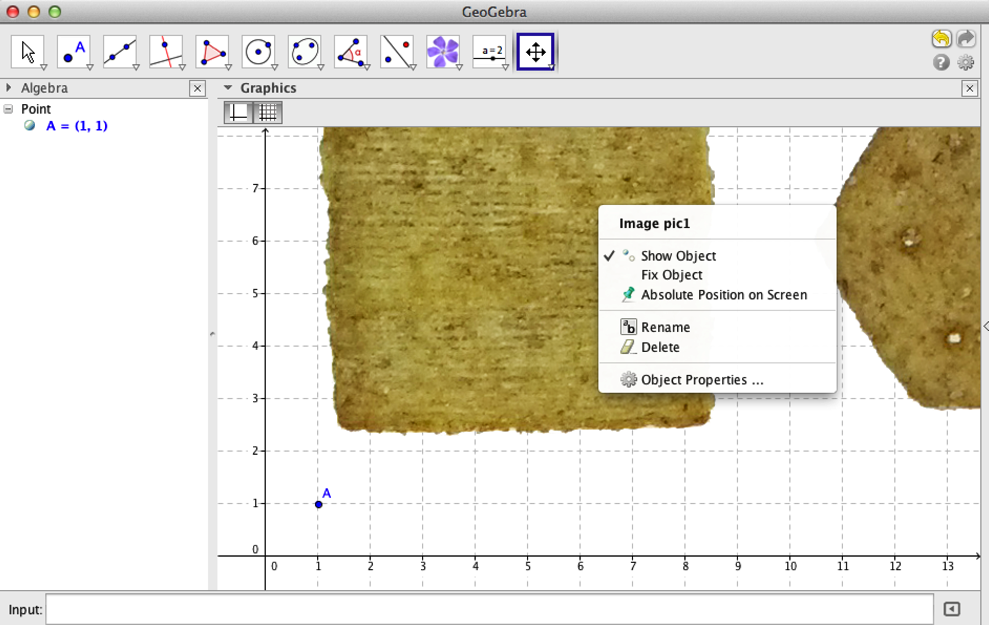 GeoGebra
A
α
a=2
Algebra
Graphics
Point
A = (1, 1)
7
6
5
4
3
2
1
0
A
0 1 2 3 4 5 6 7 8 9 10 11 12 13
Image pic1
Show Object
Fix Object
Absolute Position on Screen
ab Rename
Delete
Object Properties ...
Input: